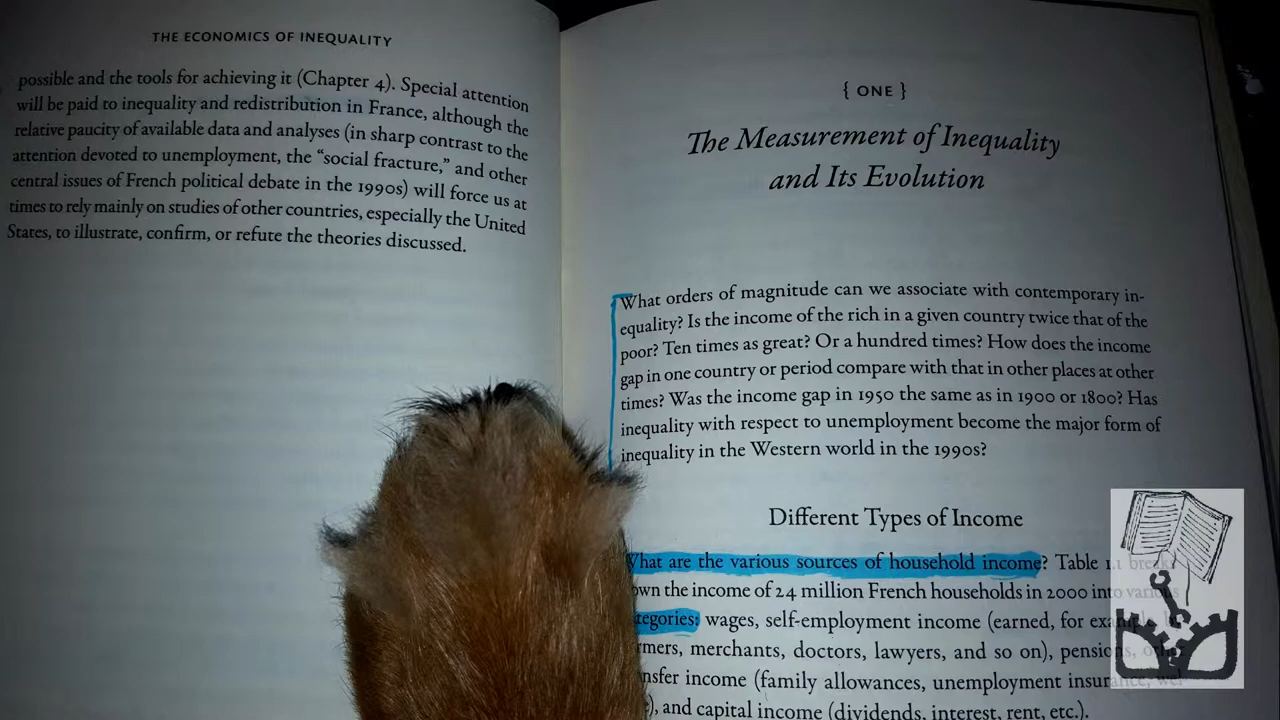 THE ECONOMICS OF INEQUALITY
possible and the tools for achieving it (Chapter 4). Special attention
will be paid to inequality and redistribution in France, although the
relative paucity of available data and analyses (in sharp contrast to the
attention devoted to unemployment, the “social fracture,” and other
central issues of French political debate in the 1990s) will force us at
times to rely mainly on studies of other countries, especially the United
States, to illustrate, confirm, or refute the theories discussed.
{ ONE }
The Measurement of Inequality
and Its Evolution
What orders of magnitude can we associate with contemporary in-
equality? Is the income of the rich in a given country twice that of the
poor? Ten times as great? Or a hundred times? How does the income
gap in one country or period compare with that in other places at other
times? Was the income gap in 1950 the same as in 1900 or 1800? Has
inequality with respect to unemployment become the major form of
inequality in the Western world in the 1990s?
Different Types of Income
What are the various sources of household income? Table 1.1
own the income of 24 million French households in 2000 into
tegories: wages, self-employment income (earned, for
rmers, merchants, doctors, lawyers, and so on),
nsfer income (family allowances, unemployment
), and capital income (dividends, interest, rent, etc.).